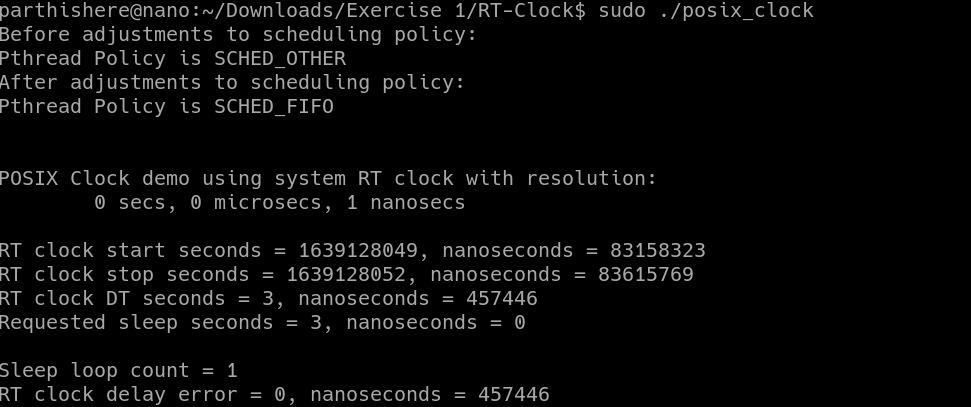 parthishere@nano:~/Downloads/Exercise 1/RT-Clock$ sudo ./posix_clock
Before adjustments to scheduling policy:
Pthread Policy is SCHED_OTHER
After adjustments to scheduling policy:
Pthread Policy is SCHED_FIFO
POSIX Clock demo using system RT clock with resolution:
0 secs, 0 microsecs, 1 nanosecs
RT clock start seconds = 1639128049, nanoseconds = 83158323
RT clock stop seconds = 1639128052, nanoseconds = 83615769
RT clock DT seconds = 3, nanoseconds = 457446
Requested sleep seconds = 3, nanoseconds = 0
Sleep loop count = 1
RT clock delay error = 0, nanoseconds = 457446